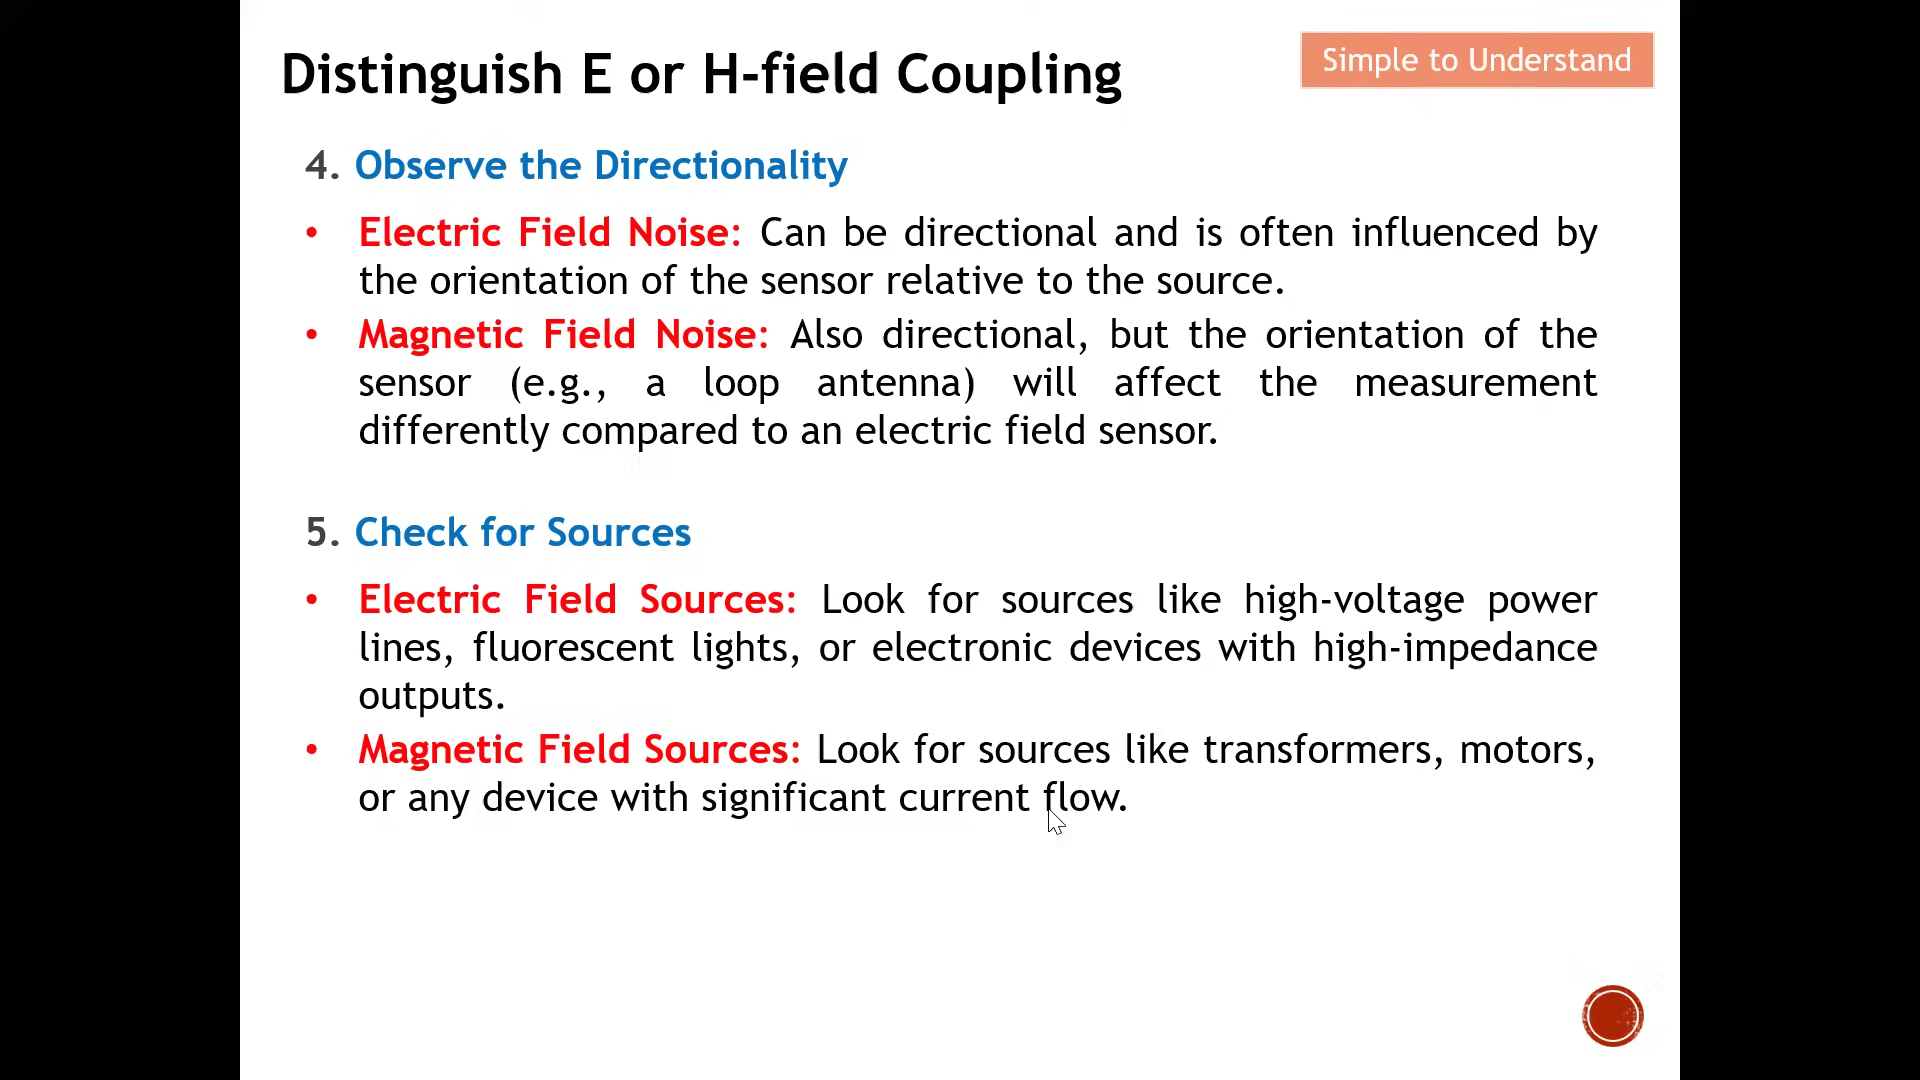 Distinguish E or H-field Coupling
Simple to Understand
4. Observe the Directionality
• Electric Field Noise: Can be directional and is often influenced by
the orientation of the sensor relative to the source.
• Magnetic Field Noise: Also directional, but the orientation of the
sensor (e.g., a loop antenna) will affect the measurement
differently compared to an electric field sensor.
5. Check for Sources
• Electric Field Sources: Look for sources like high-voltage power
lines, fluorescent lights, or electronic devices with high-impedance
outputs.
• Magnetic Field Sources: Look for sources like transformers, motors,
or any device with significant current flow.